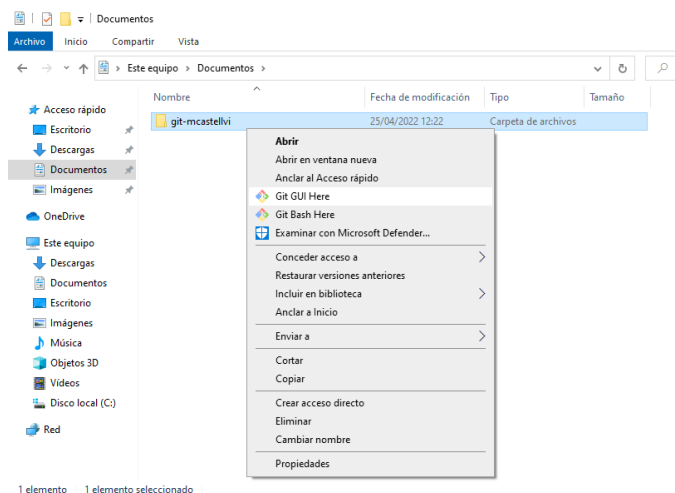 Documentos
Archivo Inicio Compartir Vista
Este equipo Documentos
Nombre Fecha de modificación Tipo Tamaño
Acceso rápido
Escritorio
Descargas
Documentos
Imágenes
OneDrive
Este equipo
Descargas
Documentos
Escritorio
Imágenes
Música
Objetos 3D
Vídeos
Disco local (C:)
Red
git-mcastellvi 25/04/2022 12:22 Carpeta de archivos
Abrir
Abrir en ventana nueva
Anclar al Acceso rápido
Git GUI Here
Git Bash Here
Examinar con Microsoft Defender...
Conceder acceso a
Restaurar versiones anteriores
Incluir en biblioteca
Anclar a Inicio
Enviar a
Cortar
Copiar
Crear acceso directo
Eliminar
Cambiar nombre
Propiedades
1 elemento 1 elemento seleccionado